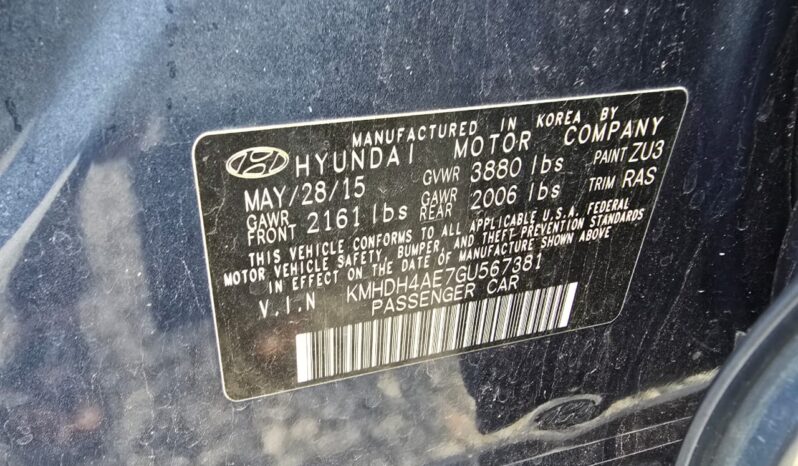 MANUFACTURED IN KOREA BY
HYUNDAI MOTOR COMPANY
MAY/28/15 GVWR 3880 lbs PAINT ZU3
GAWR FRONT 2161 lbs GAWR REAR 2006 lbs TRIM RAS
THIS VEHICLE CONFORMS TO ALL APPLICABLE U.S.A. FEDERAL
MOTOR VEHICLE SAFETY, BUMPER, AND THEFT PREVENTION STANDARDS
IN EFFECT ON THE DATE OF MANUFACTURE SHOWN ABOVE
V.I.N KMHDH4AE7GU567381
PASSENGER CAR